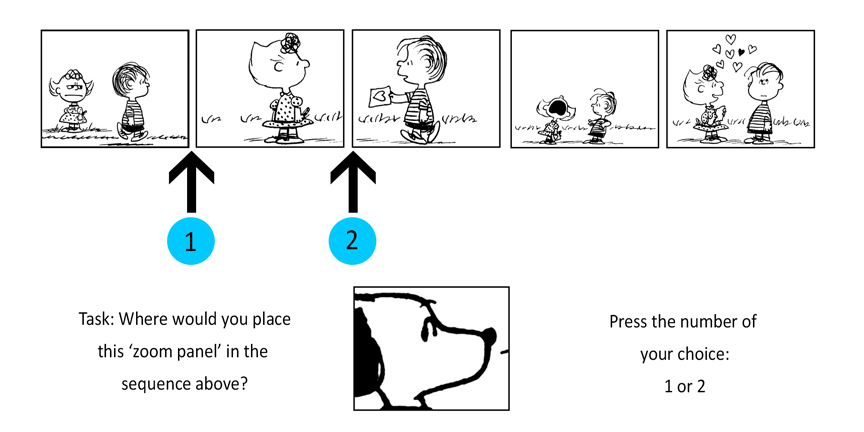 1
2
Task: Where would you place
this ‘zoom panel’ in the
sequence above?
Press the number of
your choice:
1 or 2